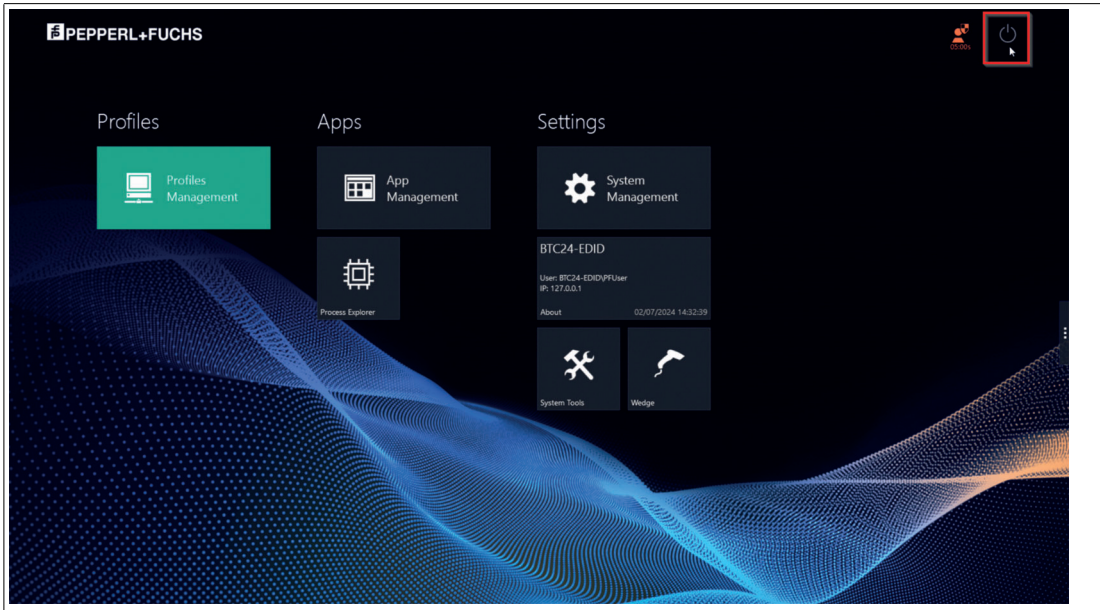 PEPPERL+FUCHS
05:00s
Profiles
Apps
Settings
Profiles
Management
App
Management
System
Management
Process Explorer
BTC24-EDID
User: BTC24-EDID\PFUser
IP: 127.0.0.1
About 02/07/2024 14:32:39
System Tools
Wedge